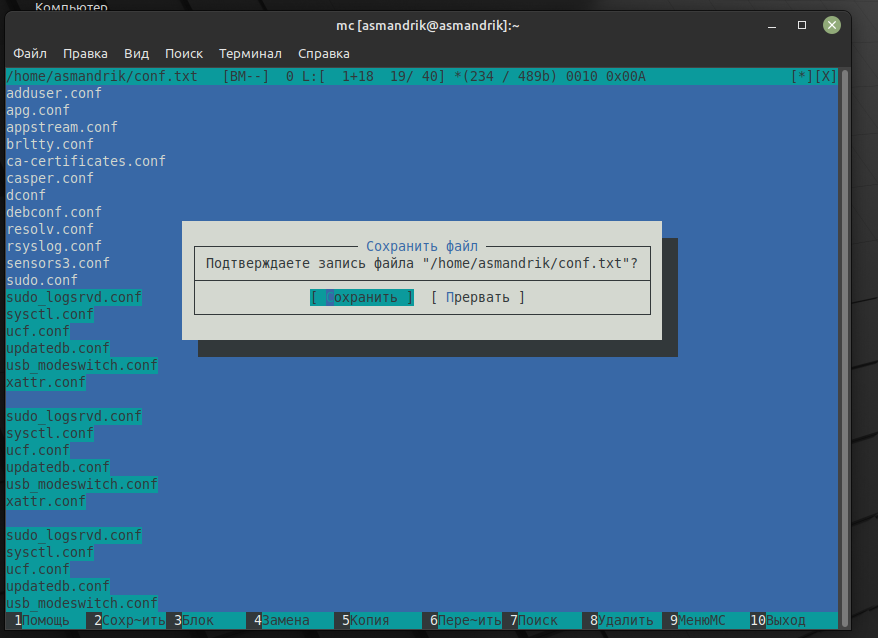 Компьютер
mc [asmandrik@asmandrik]:~
Файл Правка Вид Поиск Терминал Справка
/home/asmandrik/conf.txt [BM--] 0 L:[ 1+18 19/ 40] *(234 / 489b) 0010 0x00A [*][X]
adduser.conf
apg.conf
appstream.conf
brltty.conf
ca-certificates.conf
casper.conf
dconf
debconf.conf
resolv.conf
rsyslog.conf
sensors3.conf
sudo.conf
sudo_logsrvd.conf
sysctl.conf
ucf.conf
updatedb.conf
usb_modeswitch.conf
xattr.conf
Сохранить файл
Подтверждаете запись файла "/home/asmandrik/conf.txt"?
[ Сохранить ] [ Прервать ]
sudo_logsrvd.conf
sysctl.conf
ucf.conf
updatedb.conf
usb_modeswitch.conf
xattr.conf
sudo_logsrvd.conf
sysctl.conf
ucf.conf
updatedb.conf
usb_modeswitch.conf
1Помощь 2Сохр~ить 3Блок 4Замена 5Копия 6Пере~ить 7Поиск 8Удалить 9МенюMC 10Выход